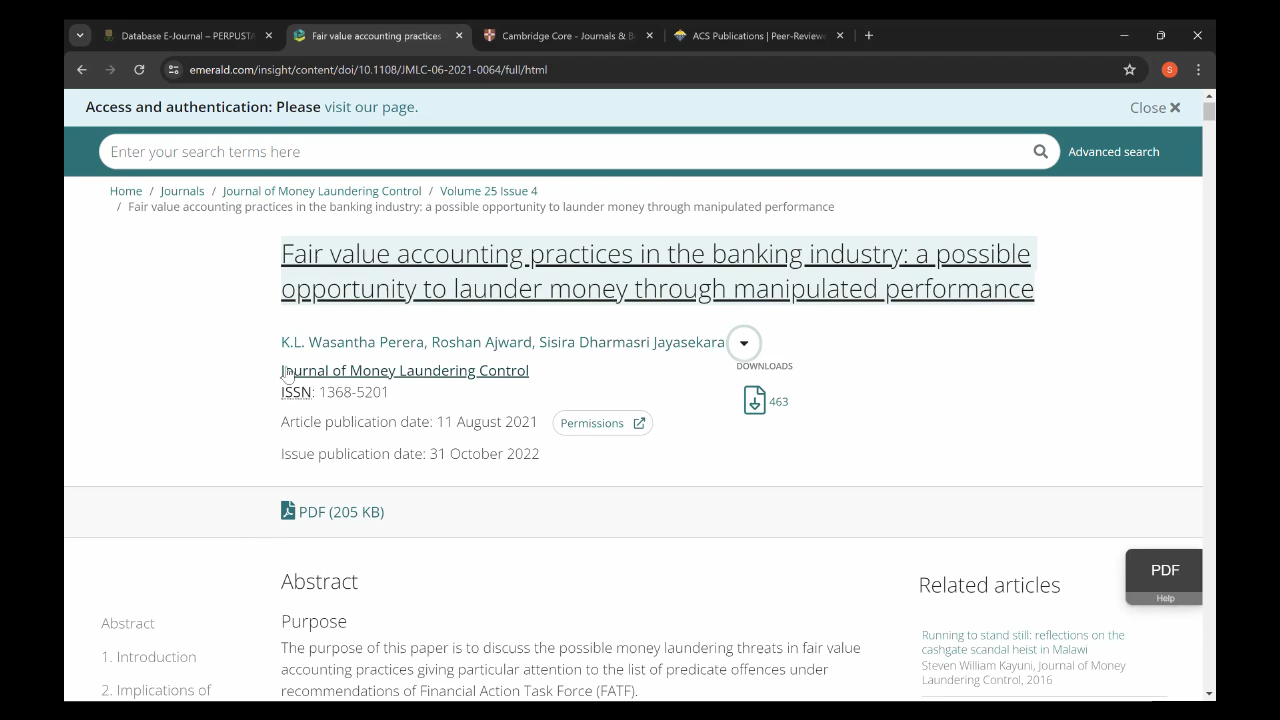 Database E-Journal – PERPUSTA
Fair value accounting practices
Cambridge Core - Journals & B
ACS Publications | Peer-Reviewe
emerald.com/insight/content/doi/10.1108/JMLC-06-2021-0064/full/html
S
Access and authentication: Please visit our page.
Close
Enter your search terms here
Advanced search
Home / Journals / Journal of Money Laundering Control / Volume 25 Issue 4
/ Fair value accounting practices in the banking industry: a possible opportunity to launder money through manipulated performance
Fair value accounting practices in the banking industry: a possible
opportunity to launder money through manipulated performance
K.L. Wasantha Perera, Roshan Ajward, Sisira Dharmasri Jayasekara
Journal of Money Laundering Control
ISSN: 1368-5201
Article publication date: 11 August 2021
Permissions
Issue publication date: 31 October 2022
DOWNLOADS
463
PDF (205 KB)
Abstract
1. Introduction
2. Implications of
Abstract
Purpose
The purpose of this paper is to discuss the possible money laundering threats in fair value
accounting practices giving particular attention to the list of predicate offences under
recommendations of Financial Action Task Force (FATF).
Related articles
Running to stand still: reflections on the
cashgate scandal heist in Malawi
Steven William Kayuni, Journal of Money
Laundering Control, 2016
PDF
Help